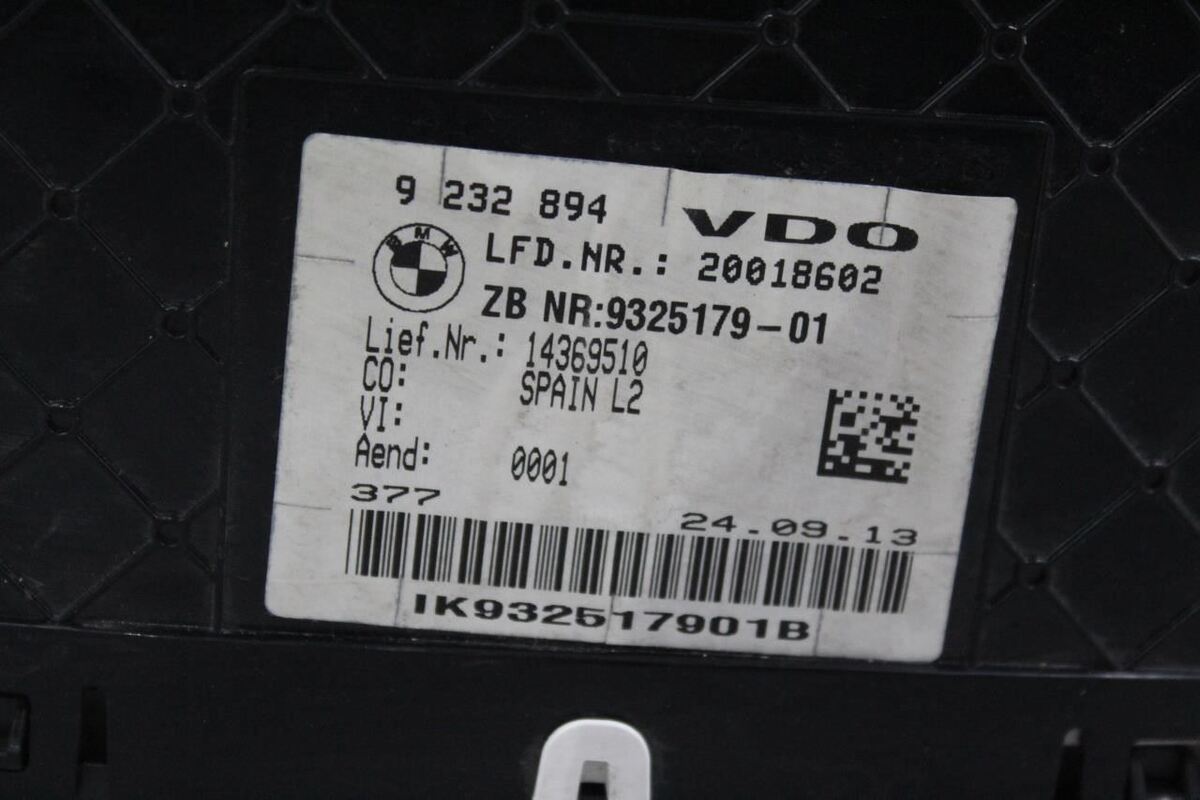 9 232 894
VDO
BMW
LFD.NR.: 20018602
ZB NR:9325179-01
Lief.Nr.: 14369510
CO: SPAIN L2
VI:
Aend: 0001
377
24.09.13
IK932517901B